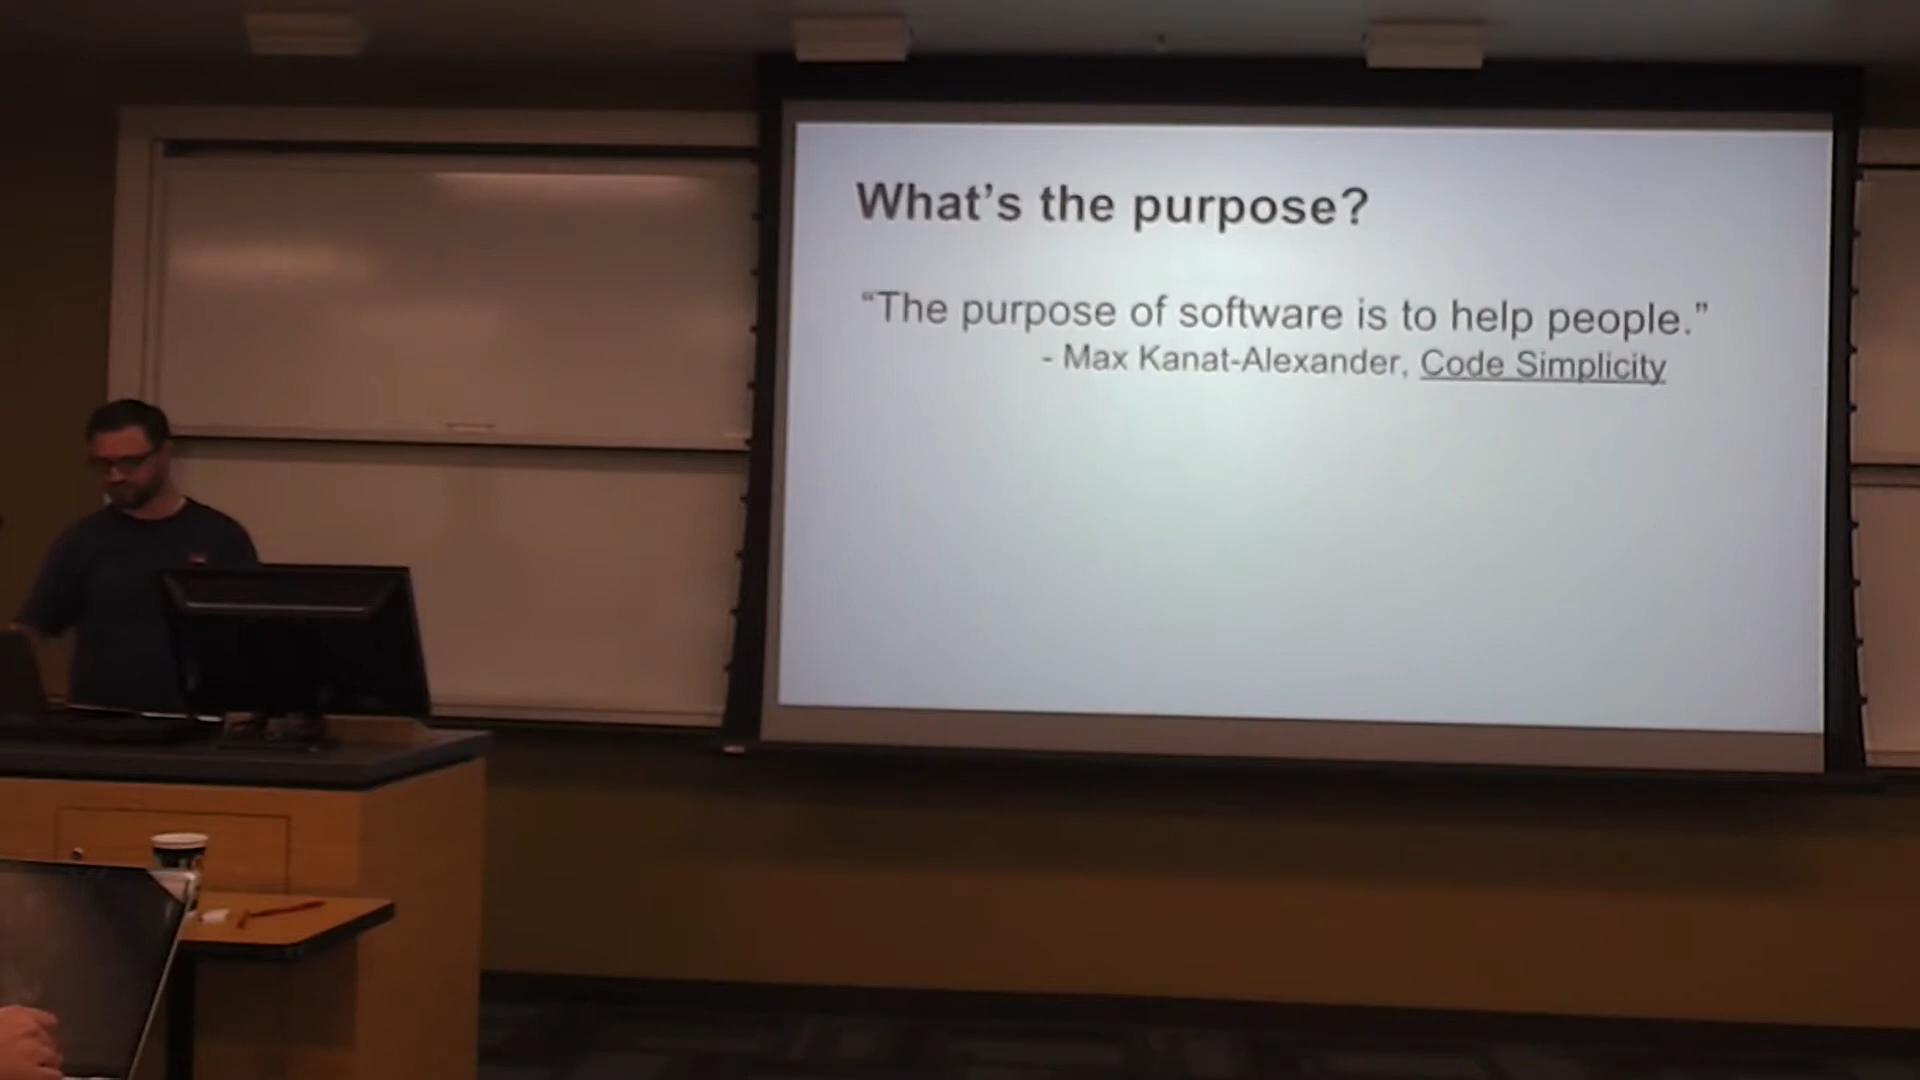 What's the purpose?
“The purpose of software is to help people.”
- Max Kanat-Alexander, Code Simplicity